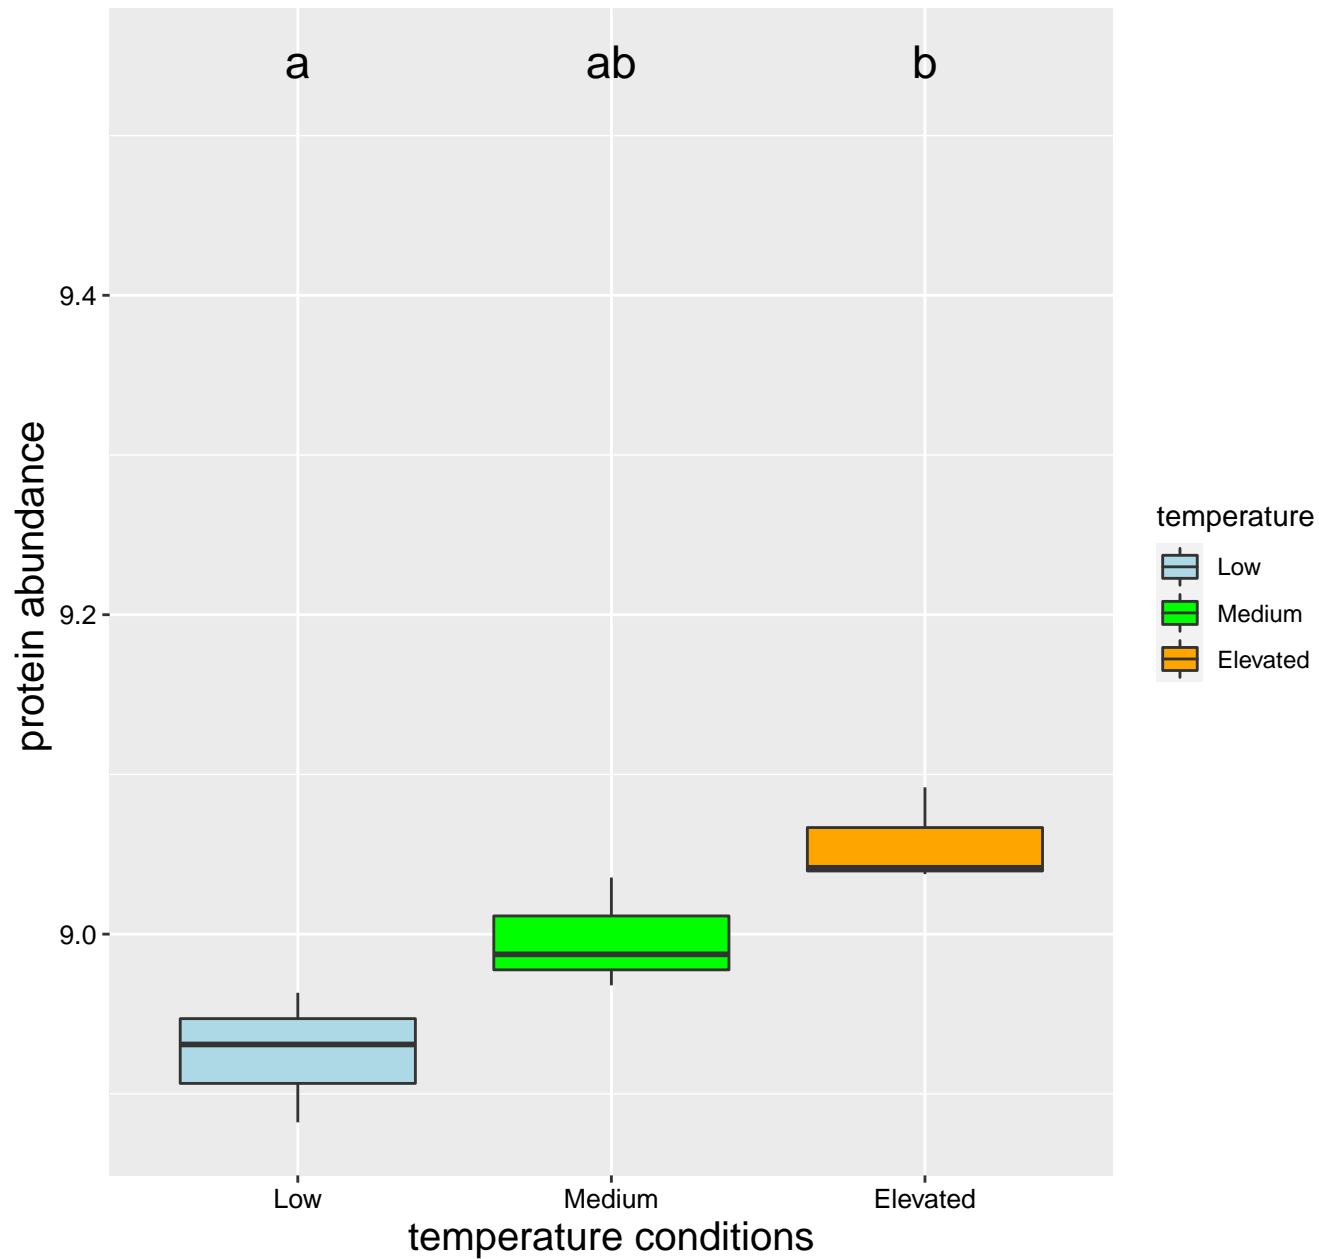 a ab b
9.4
9.2
9.0
protein abundance
Low Medium Elevated
temperature conditions
temperature
Low
Medium
Elevated